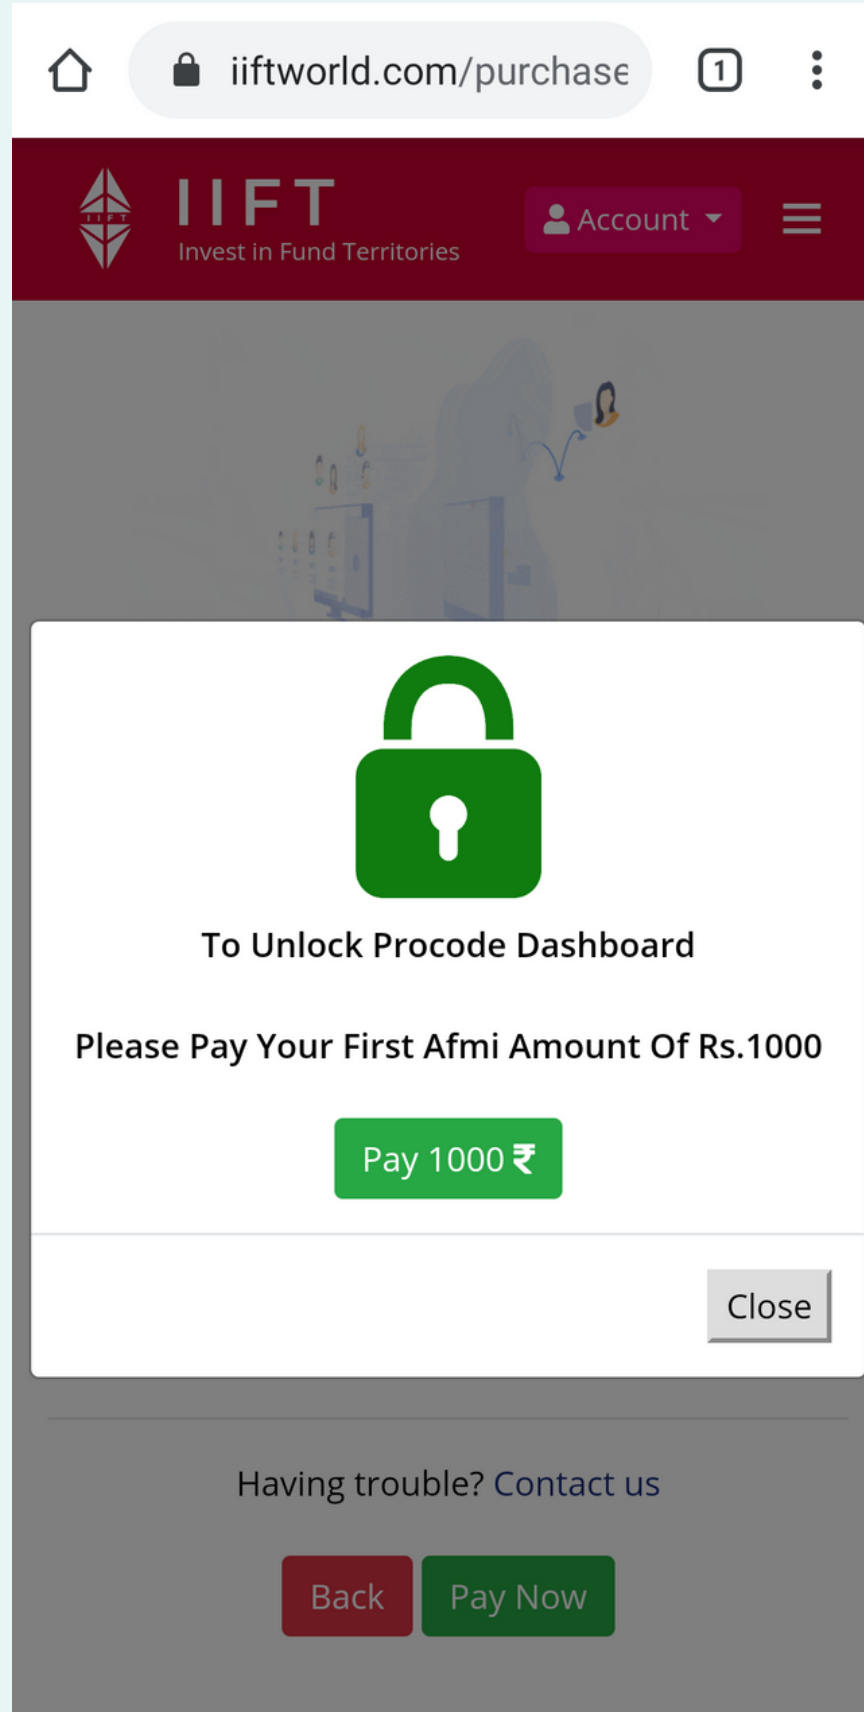 iiftworld.com/purchase
1
IIFT
IIFT
Invest in Fund Territories
Account
To Unlock Procode Dashboard
Please Pay Your First Afmi Amount Of Rs.1000
Pay 1000 ₹
Close
Having trouble? Contact us
Back
Pay Now